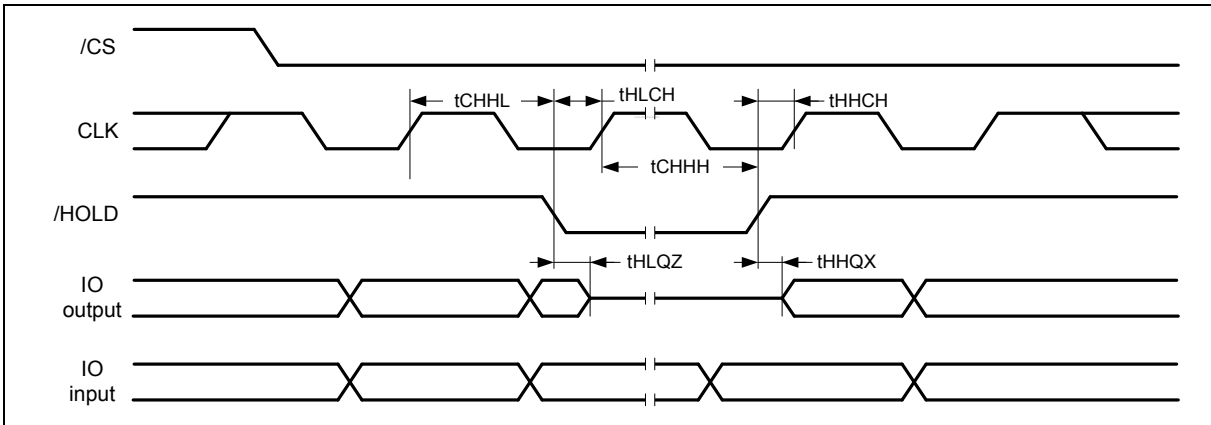 /CS
tCHHL
tHLCH
tHHCH
CLK
tCHHH
/HOLD
tHLQZ
tHHQX
IO
output
IO
input